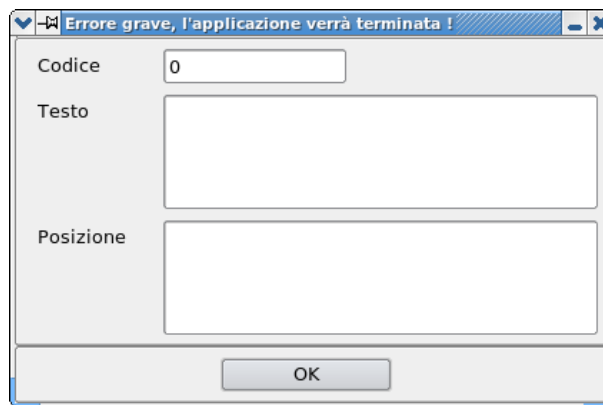 Errore grave, l'applicazione verrà terminata !
Codice 0
Testo
Posizione
OK